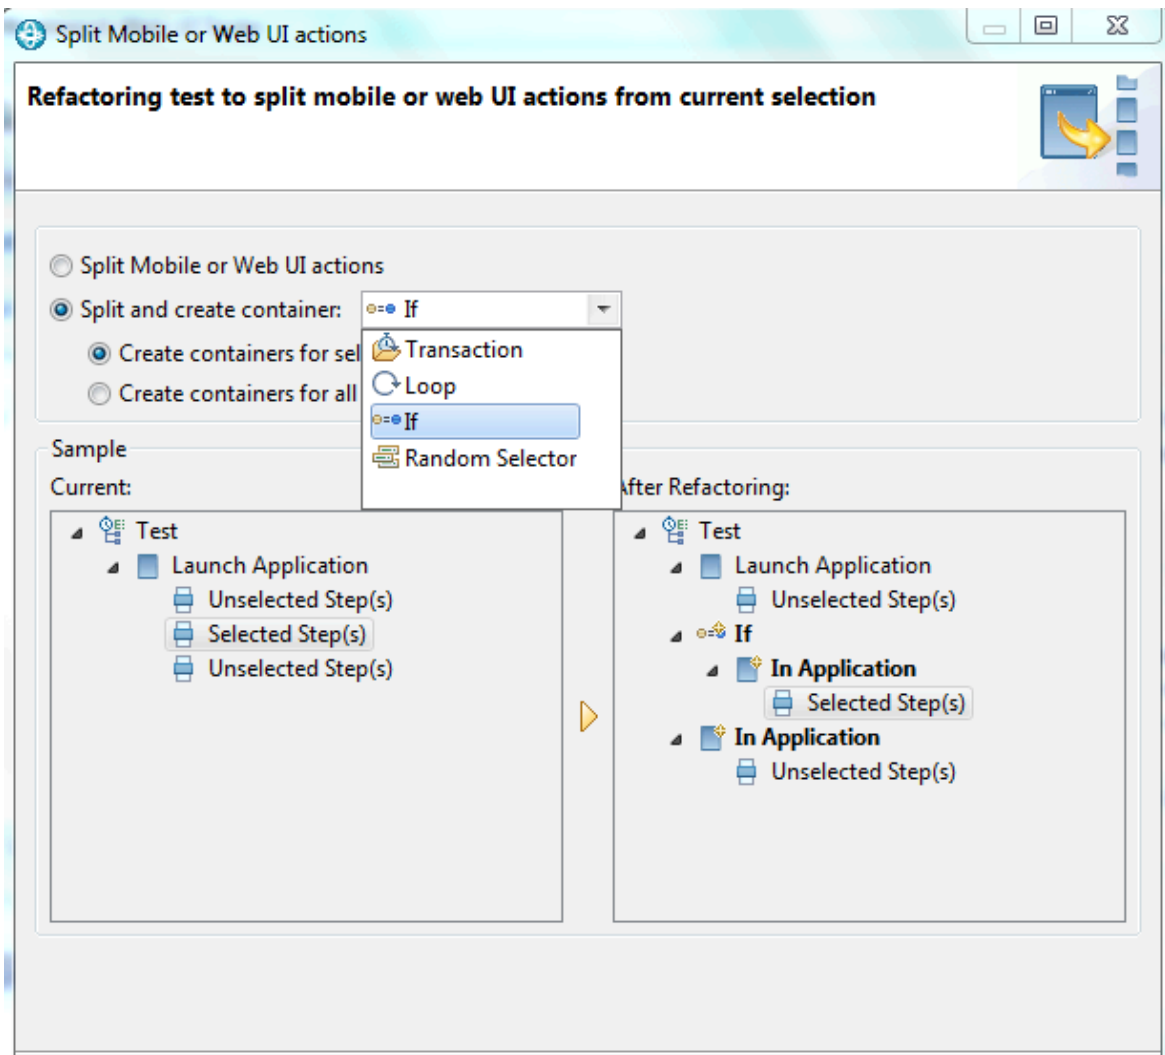 Split Mobile or Web UI actions
Refactoring test to split mobile or web UI actions from current selection
Split Mobile or Web UI actions
Split and create container: If
Create containers for sel
Create containers for all
Transaction
Loop
If
Random Selector
Sample
Current:
Test
Launch Application
Unselected Step(s)
Selected Step(s)
Unselected Step(s)
After Refactoring:
Test
Launch Application
Unselected Step(s)
If
In Application
Selected Step(s)
In Application
Unselected Step(s)